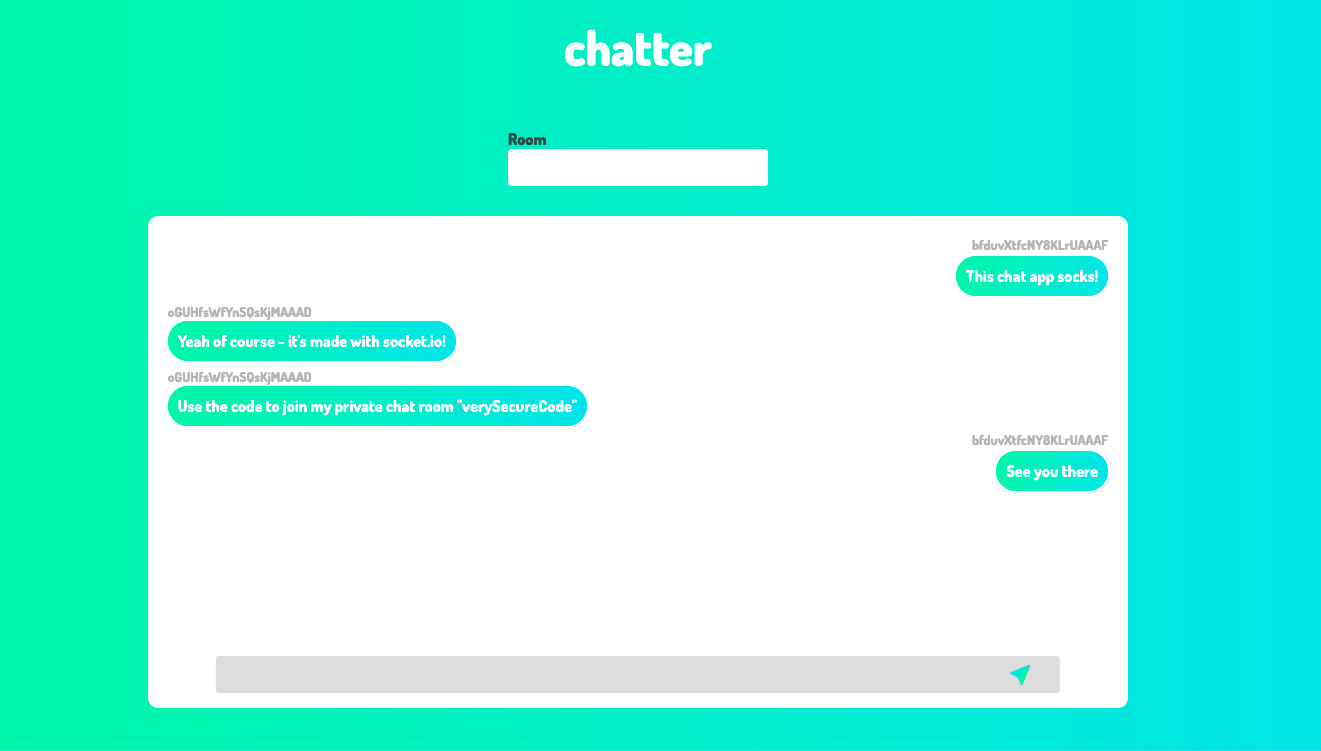 chatter
Room
bfduvXtfcNY8KLrUAAAF
This chat app socks!
oGUHfsWfYnSQsKjMAAAD
Yeah of course - it's made with socket.io!
oGUHfsWfYnSQsKjMAAAD
Use the code to join my private chat room "verySecureCode"
bfduvXtfcNY8KLrUAAAF
See you there